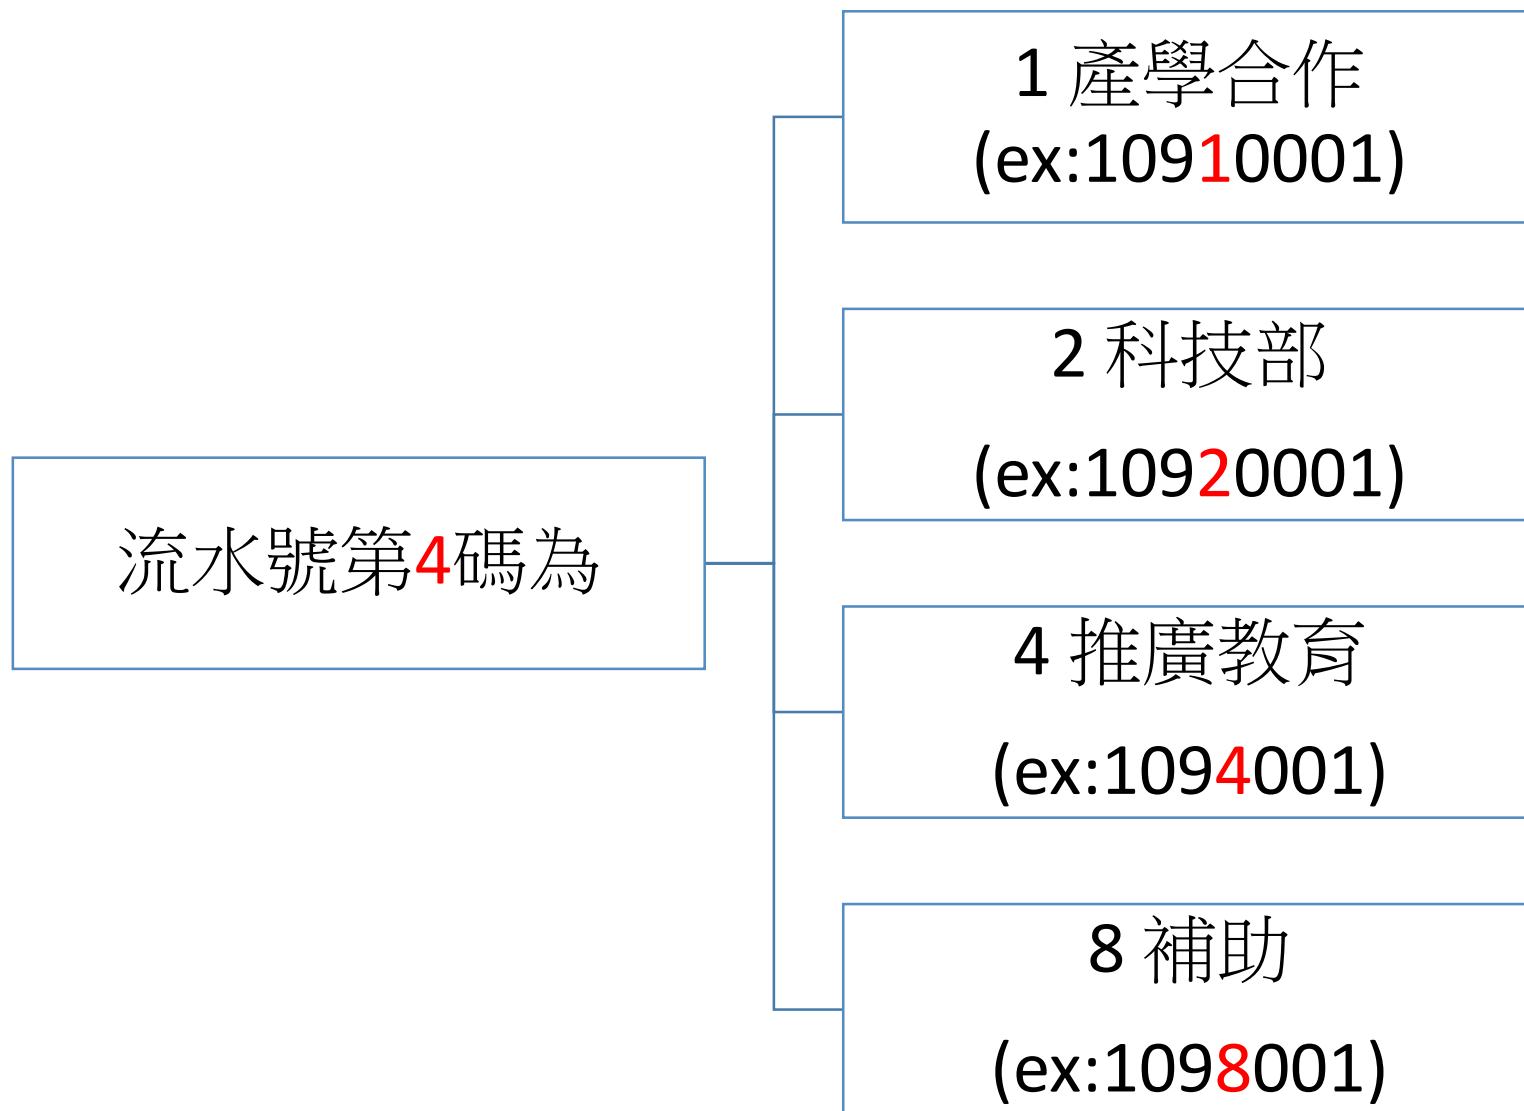 1 產學合作
(ex:10910001)
2 科技部
(ex:10920001)
流水號第4碼為
4 推廣教育
(ex:1094001)
8 補助
(ex:1098001)